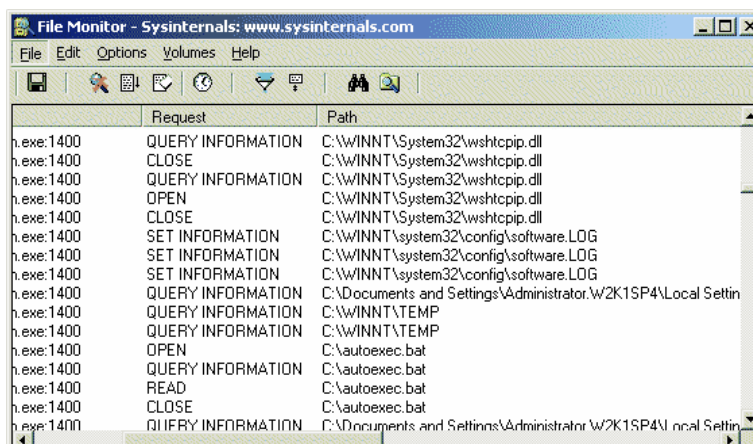 File Monitor - Sysinternals: www.sysinternals.com
File Edit Options Volumes Help
Request Path
n.exe:1400 QUERY INFORMATION C:\WINNT\System32\wshtcpip.dll
n.exe:1400 CLOSE C:\WINNT\System32\wshtcpip.dll
n.exe:1400 QUERY INFORMATION C:\WINNT\System32\wshtcpip.dll
n.exe:1400 OPEN C:\WINNT\System32\wshtcpip.dll
n.exe:1400 CLOSE C:\WINNT\System32\wshtcpip.dll
n.exe:1400 SET INFORMATION C:\WINNT\system32\config\software.LOG
n.exe:1400 SET INFORMATION C:\WINNT\system32\config\software.LOG
n.exe:1400 SET INFORMATION C:\WINNT\system32\config\software.LOG
n.exe:1400 QUERY INFORMATION C:\Documents and Settings\Administrator.W2K1SP4\Local Settin
n.exe:1400 QUERY INFORMATION C:\WINNT\TEMP
n.exe:1400 QUERY INFORMATION C:\WINNT\TEMP
n.exe:1400 OPEN C:\autoexec.bat
n.exe:1400 QUERY INFORMATION C:\autoexec.bat
n.exe:1400 READ C:\autoexec.bat
n.exe:1400 CLOSE C:\autoexec.bat
n.exe:1400 QUERY INFORMATION C:\Documents and Settings\Administrator.W2K1SP4\Local Settin